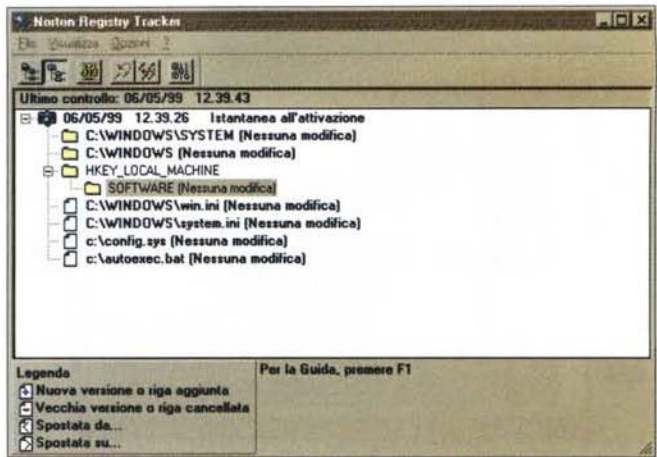 Norton Registry Tracker
File Visualizza Opzioni ?
Ultimo controllo: 06/05/99 12.39.43
06/05/99 12.39.26 Istantanea all'attivazione
C:\WINDOWS\SYSTEM (Nessuna modifica)
C:\WINDOWS (Nessuna modifica)
HKEY_LOCAL_MACHINE
SOFTWARE (Nessuna modifica)
C:\WINDOWS\win.ini (Nessuna modifica)
C:\WINDOWS\system.ini (Nessuna modifica)
c:\config.sys (Nessuna modifica)
c:\autoexec.bat (Nessuna modifica)
Legenda
Nuova versione o riga aggiunta
Vecchia versione o riga cancellata
Spostata da...
Spostata su...
Per la Guida, premere F1